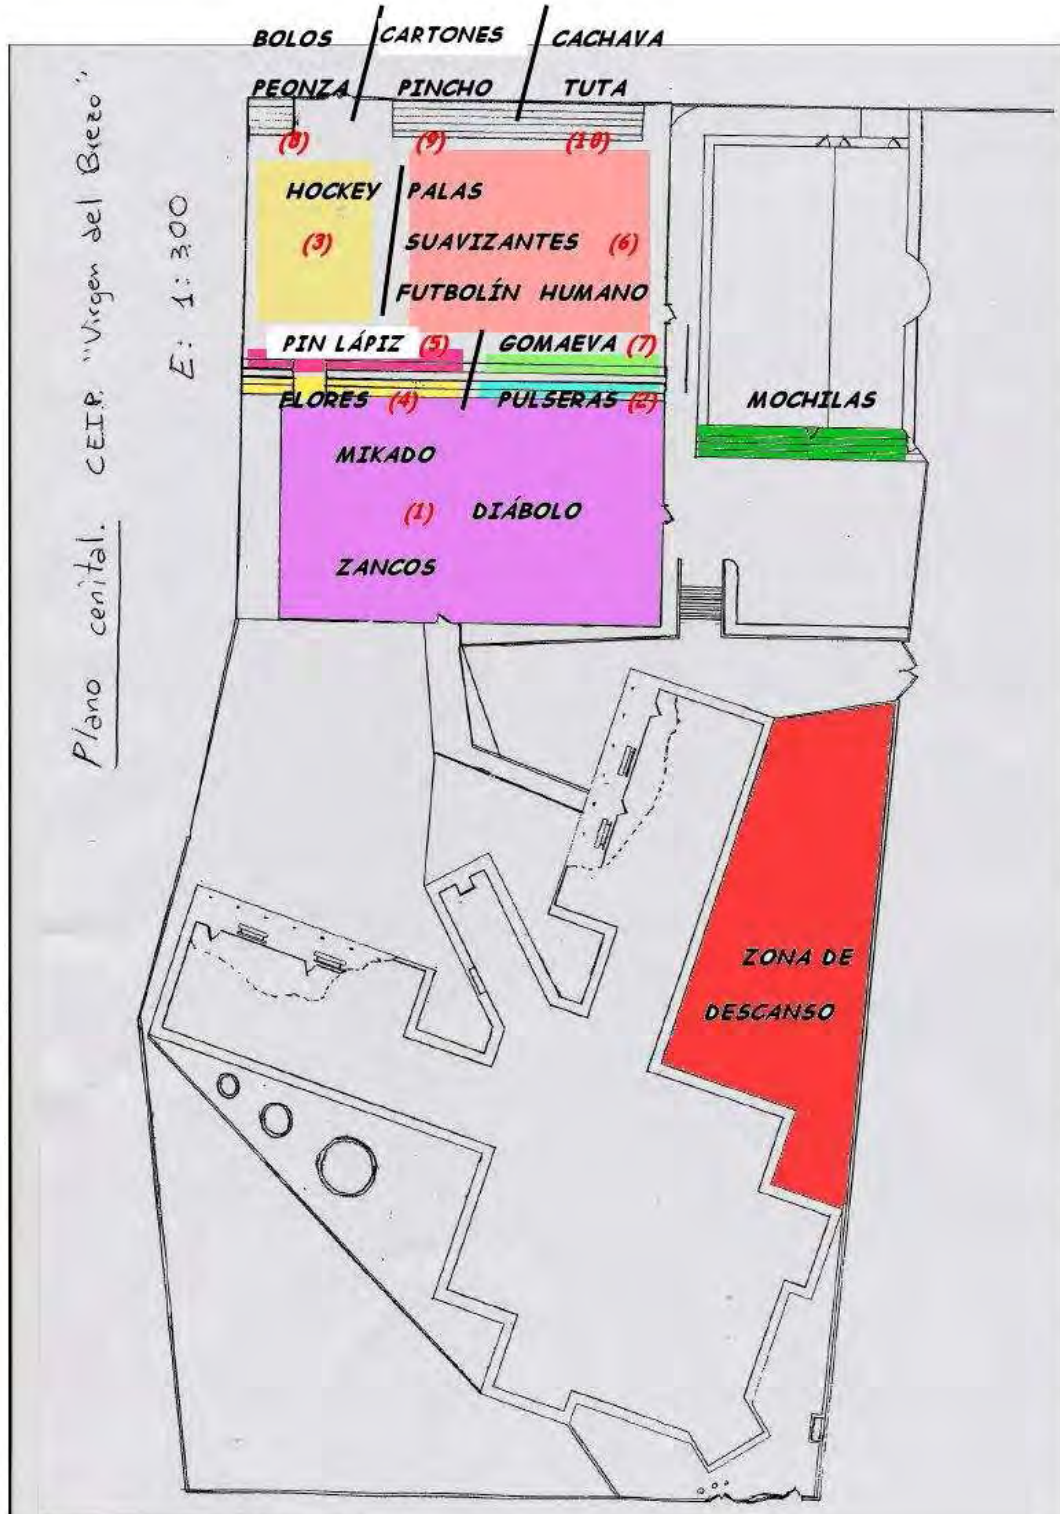 BOLOS CARTONES CACHAVA
PEONZA PINCHO TUTA
(8) (9) (10)
HOCKEY PALAS
(3) SUAVIZANTES (6)
FUTBOLÍN HUMANO
PIN LÁPIZ (5) GOMAEVA (7)
FLORES (4) PULSERAS (2) MOCHILAS
MIKADO
(1) DIÁBOLO
ZANCOS
ZONA DE
DESCANSO
Plano cenital. C.E.I.P. "Virgen del Brezo"
E: 1:300